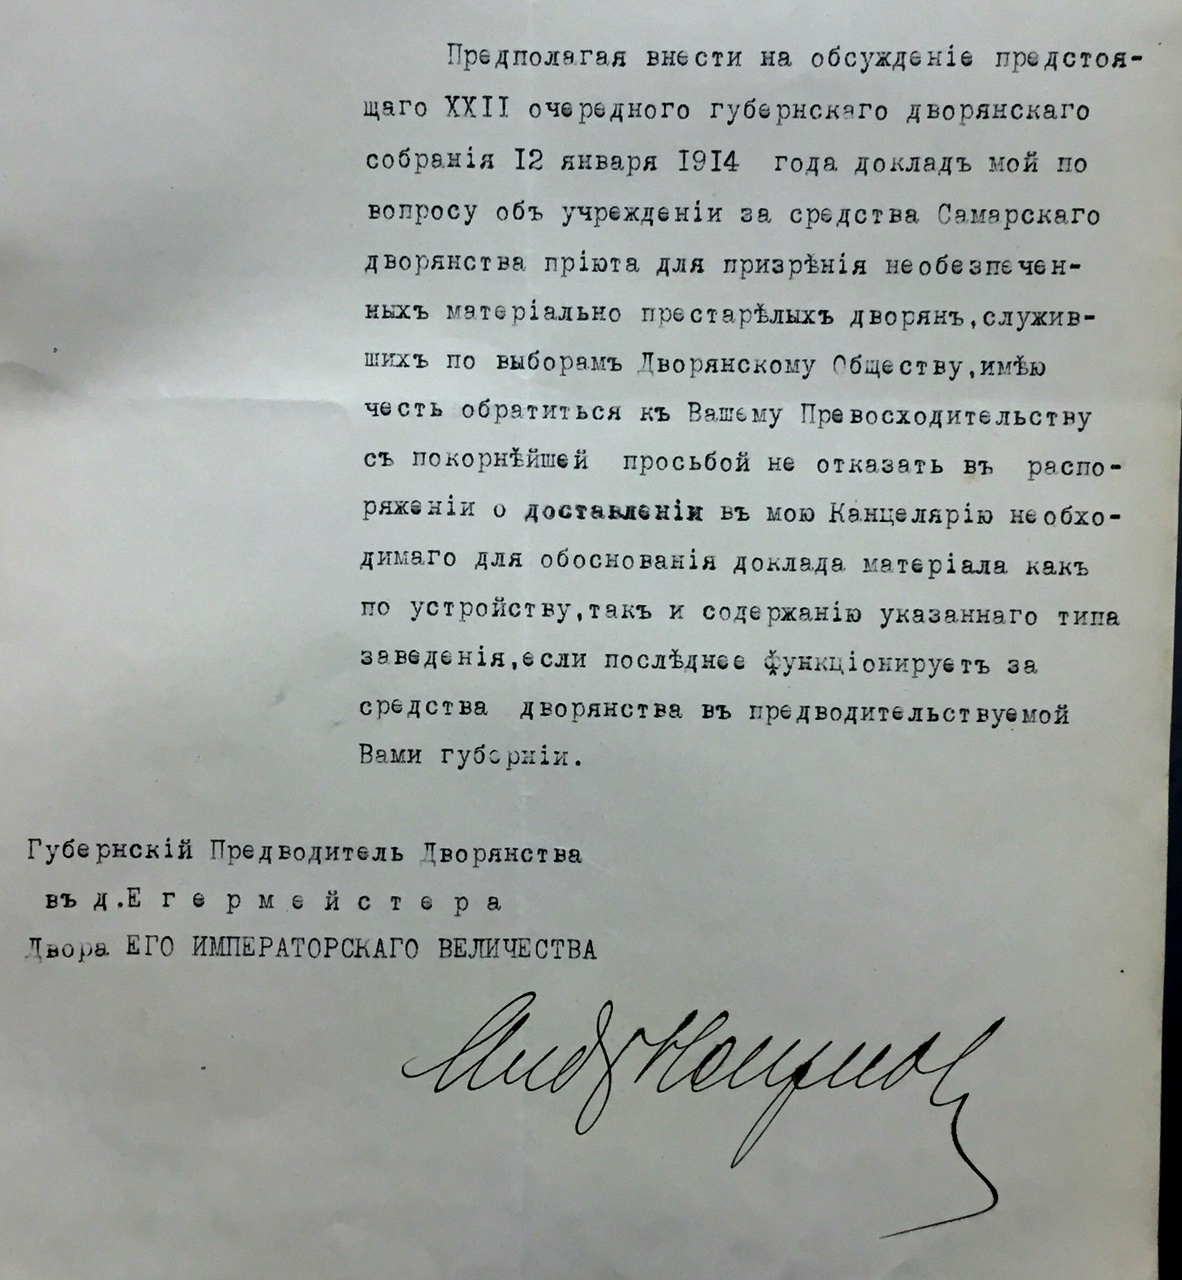 Предполагая внести на обсужденіе предстоя-
щаго XXII очередного губернскаго дворянскаго
собранія 12 января 1914 года докладъ мой по
вопросу объ учрежденіи за средства Самарскаго
дворянства пріюта для призрѣнія необезпечен-
ныхъ матеріально престарѣлыхъ дворянъ,служив-
шихъ по выборамъ Дворянскому Обществу,имѣю
честь обратиться къ Вашему Превосходительству
съ покорнѣйшей просьбой не отказать въ распо-
ряженіи о доставленіи въ мою Канцелярію необхо-
димаго для обоснованія доклада матеріала какъ
по устройству,такъ и содержанію указаннаго типа
заведенія,если послѣднее функціонируетъ за
средства дворянства въ предводительствуемой
Вами губерніи.
Губернскій Предводитель Дворянства
въ д.Егермейстера
Двора ЕГО ИМПЕРАТОРСКАГО ВЕЛИЧЕСТВА